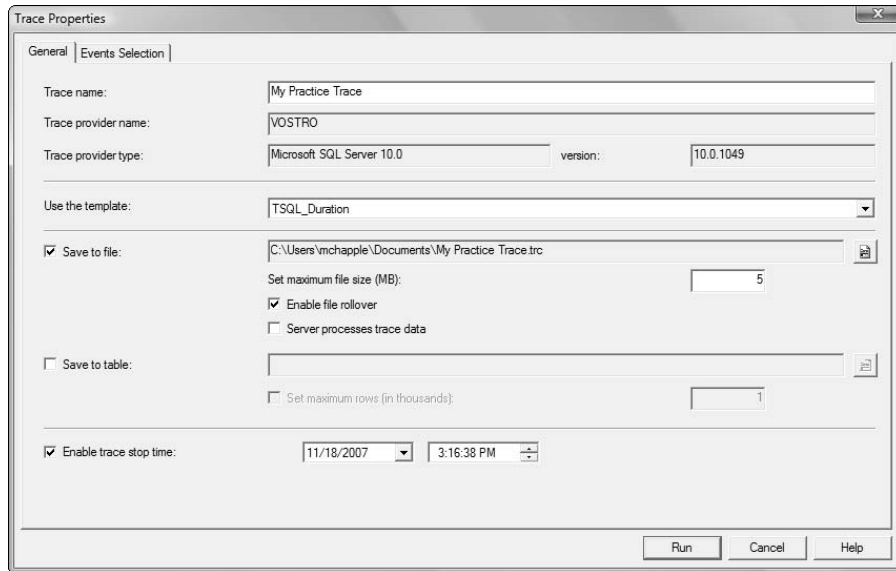 Trace Properties
General
Events Selection
Trace name:
My Practice Trace
Trace provider name:
VOSTRO
Trace provider type:
Microsoft SQL Server 10.0
version:
10.0.1049
Use the template:
TSQL_Duration
Save to file:
C:\Users\mchapple\Documents\My Practice Trace.trc
Set maximum file size (MB):
5
Enable file rollover
Server processes trace data
Save to table:
Set maximum rows (in thousands):
1
Enable trace stop time:
11/18/2007
3:16:38 PM
Run
Cancel
Help